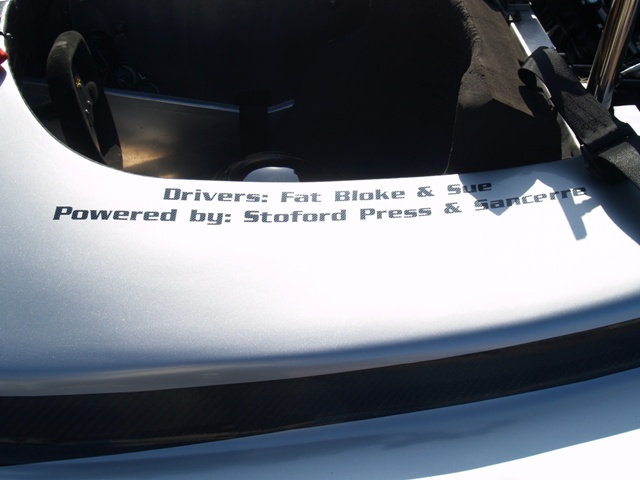 Drivers: Fat Bloke & Sue
Powered by: Stoford Press & Sancerre